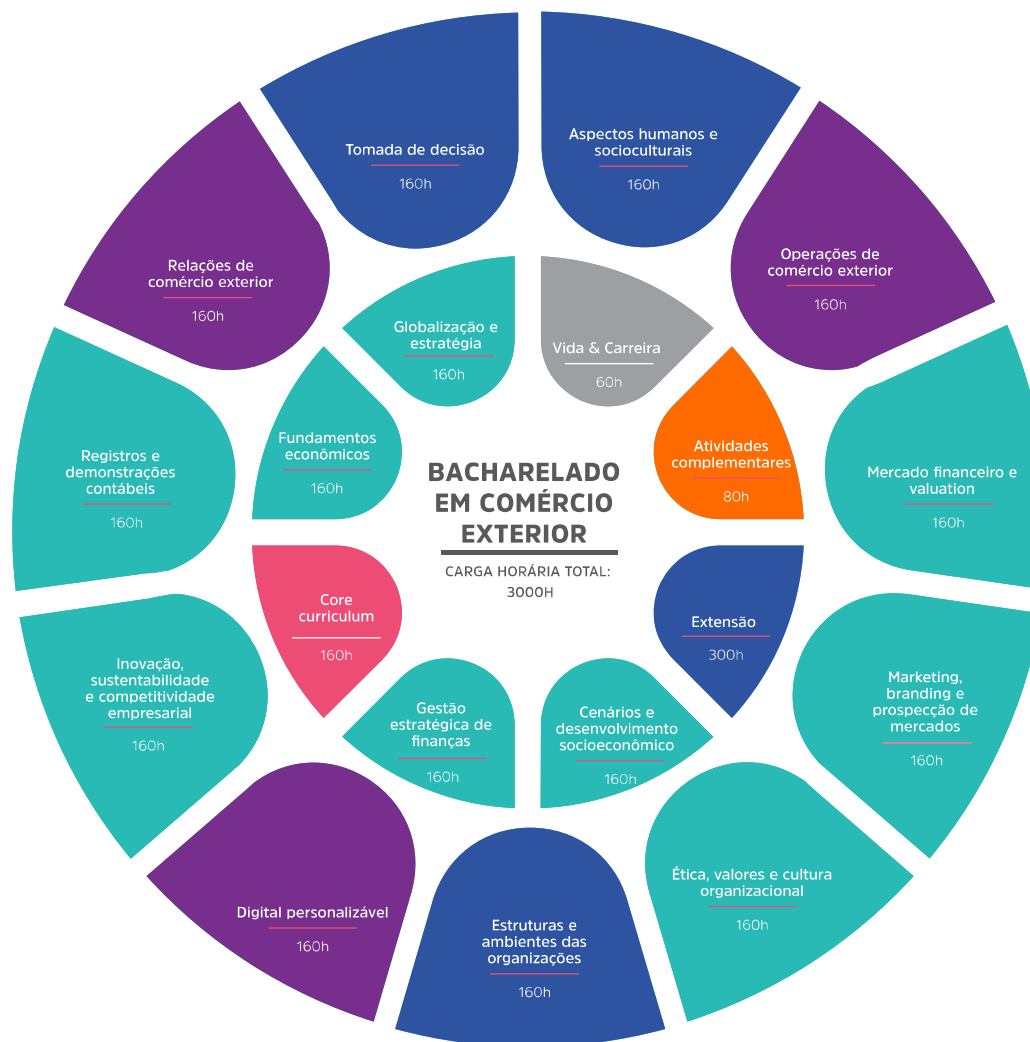 Tomada de decisão
160h
Aspectos humanos e
socioculturais
160h
Relações de
comércio exterior
160h
Operações de
comércio exterior
160h
Globalização e
estratégia
160h
Vida & Carreira
60h
Fundamentos
econômicos
160h
Atividades
complementares
80h
Registros e
demonstrações
contábeis
160h
Mercado financeiro e
valuation
160h
BACHARELADO
EM COMÉRCIO
EXTERIOR
CARGA HORÁRIA TOTAL:
3000H
Core
curriculum
160h
Extensão
300h
Inovação,
sustentabilidade
e competitividade
empresarial
160h
Gestão
estratégica de
finanças
160h
Cenários e
desenvolvimento
socioeconômico
160h
Marketing,
branding e
prospecção de
mercados
160h
Digital personalizável
160h
Estruturas e
ambientes das
organizações
160h
Ética, valores e cultura
organizacional
160h